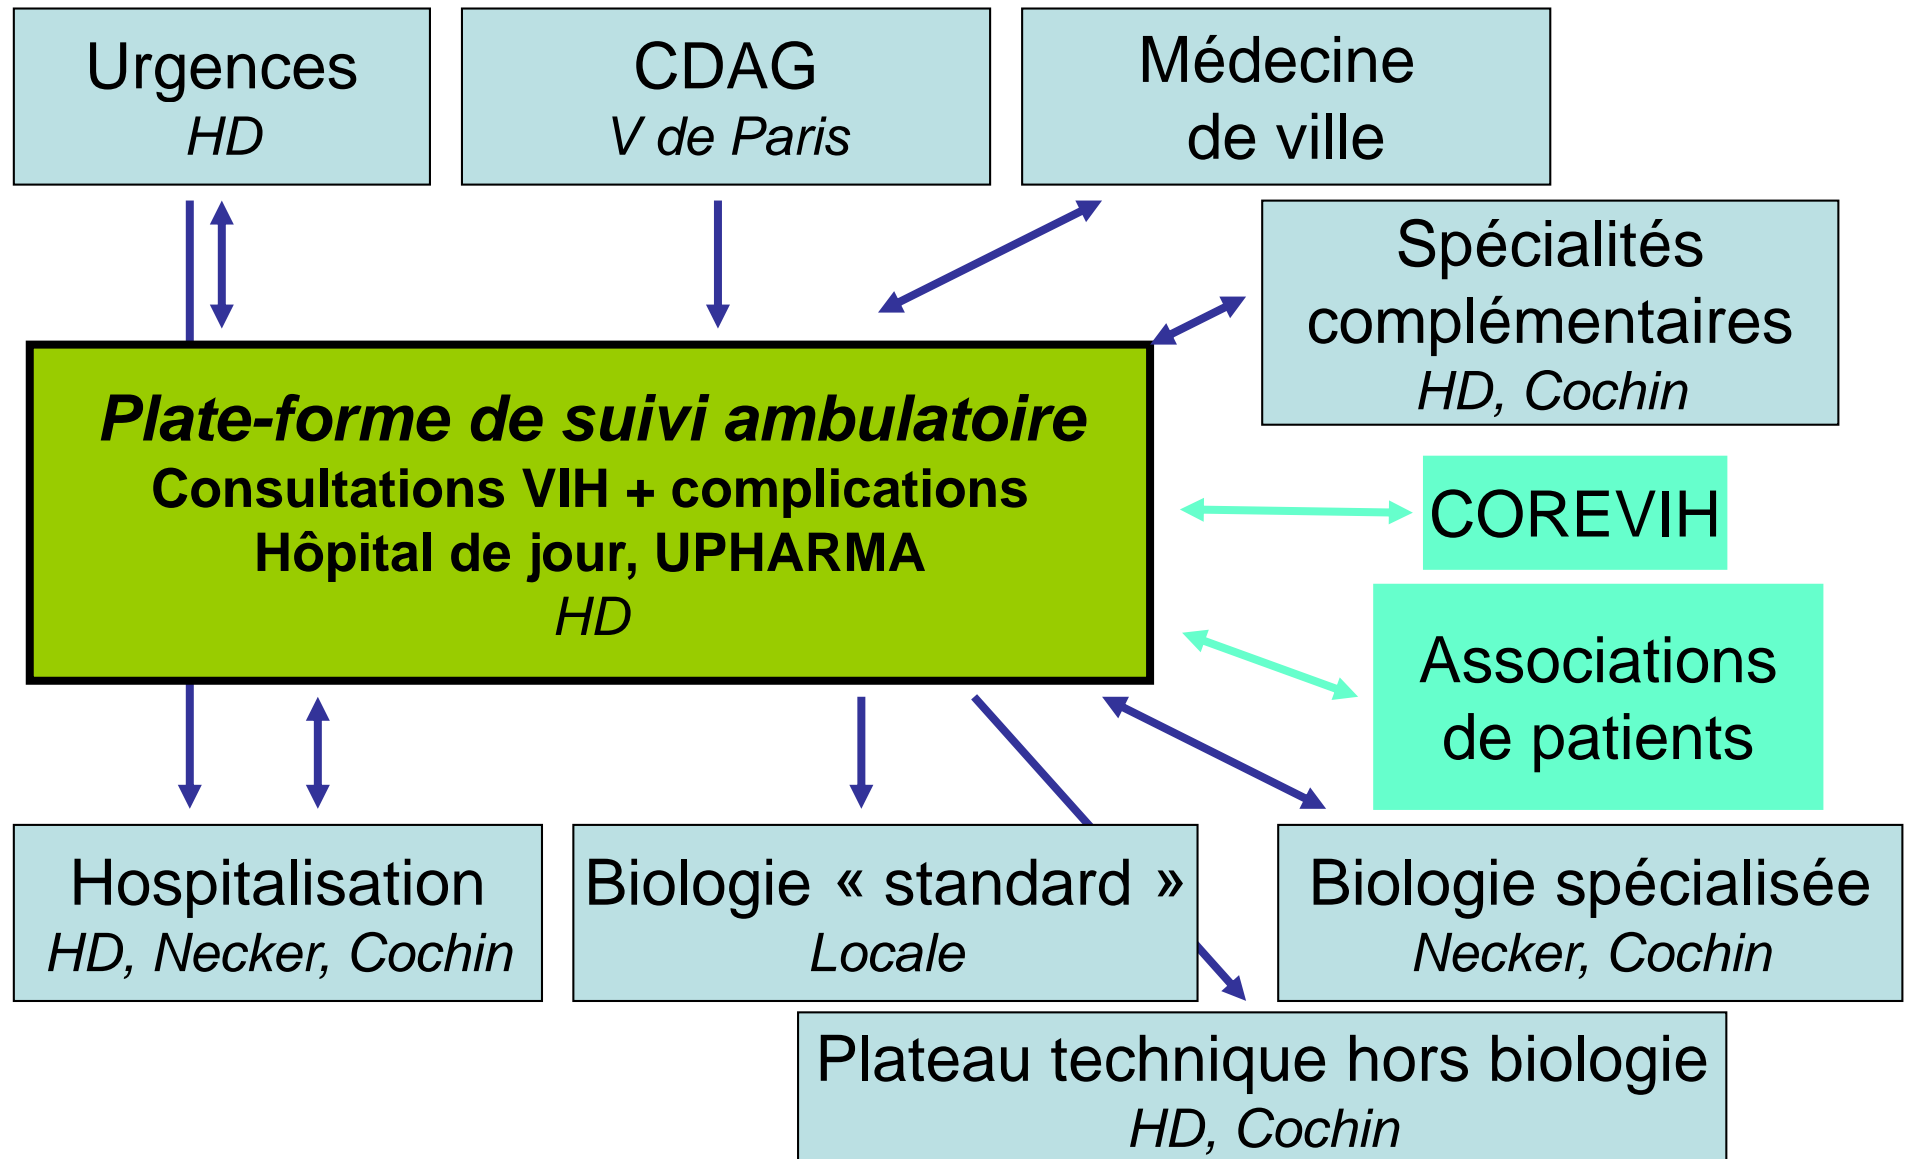 Urgences
HD
CDAG
V de Paris
Médecine
de ville
Spécialités
complémentaires
HD, Cochin
Plate-forme de suivi ambulatoire
Consultations VIH + complications
Hôpital de jour, UPHARMA
HD
COREVIH
Associations
de patients
Hospitalisation
HD, Necker, Cochin
Biologie « standard »
Locale
Biologie spécialisée
Necker, Cochin
Plateau technique hors biologie
HD, Cochin